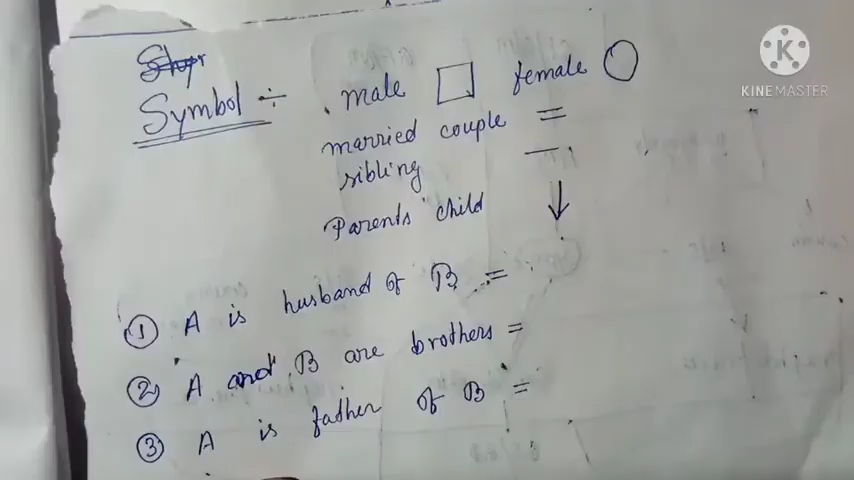 Symbol ÷ . male □ female ○
married couple =
sibling —
Parents' child ↓
① A is husband of B =
② A and B are brothers =
③ A is father of B =
K
KINEMASTER